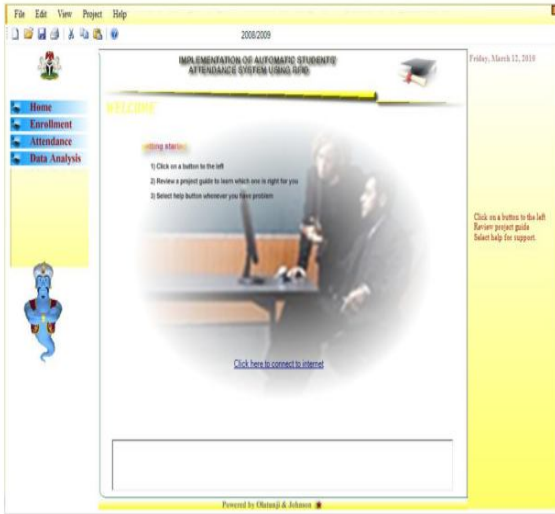 File Edit View Project Help
2008/2009
IMPLEMENTATION OF AUTOMATIC STUDENTS'
ATTENDANCE SYSTEM USING RFID
Friday, March 12, 2010
Home
Enrollment
Attendance
Data Analysis
WELCOME
getting started
1) Click on a button to the left
2) Review a project guide to learn which one is right for you
3) Select help button whenever you have problem
Click on a button to the left
Review project guide
Select help for support.
Click here to connect to internet
Powered by Olatunji & Johnson